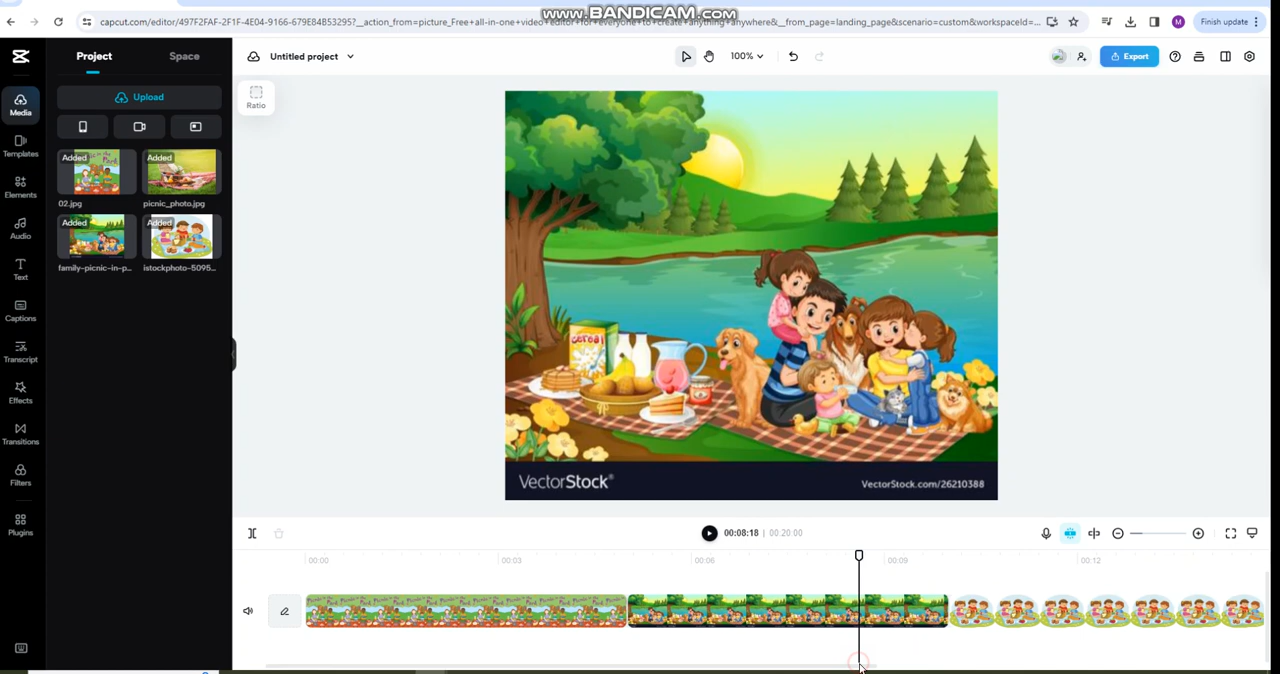 www.BANDICAM.com
capcut.com/editor/497F2FAF-2F1F-4E04-9166-679E84B53295?__action_from=picture_Free+all-in-one+video+editor+for+everyone+to+create+anything+anywhere&__from_page=landing_page&scenario=custom&workspaceId=...
M
Finish update
Project
Space
Untitled project
100%
Export
Upload
Ratio
Media
Templates
Elements
Audio
Text
Captions
Transcript
Effects
Transitions
Filters
Plugins
Added
Added
02.jpg
picnic_photo.jpg
Added
Added
family-picnic-in-p...
istockphoto-5095...
cereal
VectorStock®
VectorStock.com/26210388
00:08:18 | 00:20:00
00:00
00:03
00:06
00:09
00:12